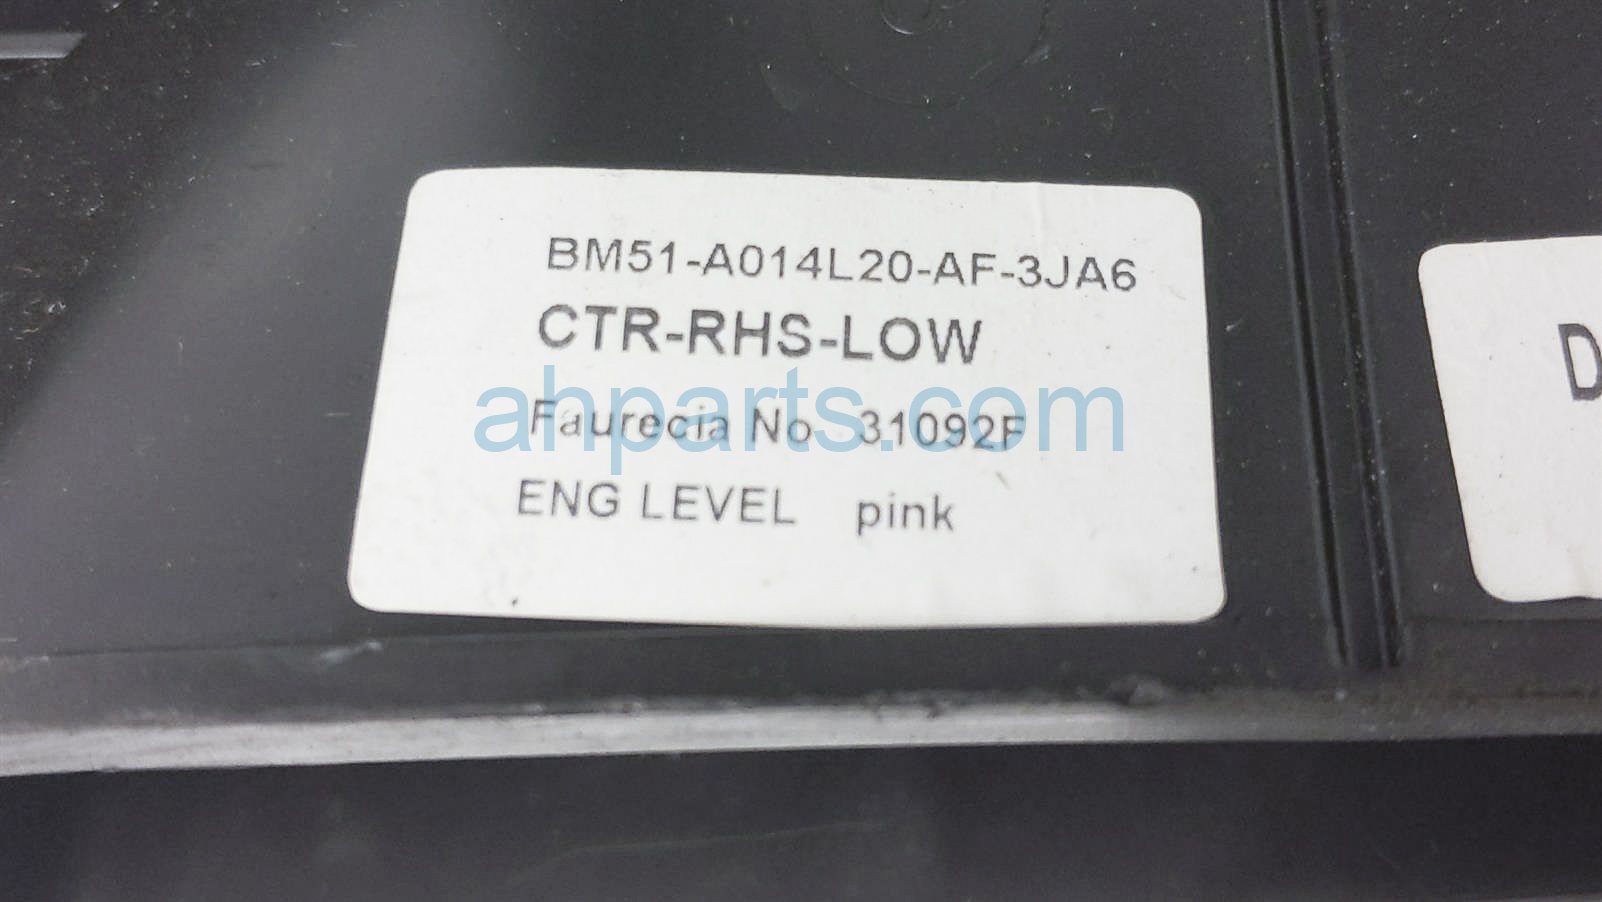 BM51-A014L20-AF-3JA6
CTR-RHS-LOW
ahparts.com
Faurecia No 31092F
ENG LEVEL pink
D